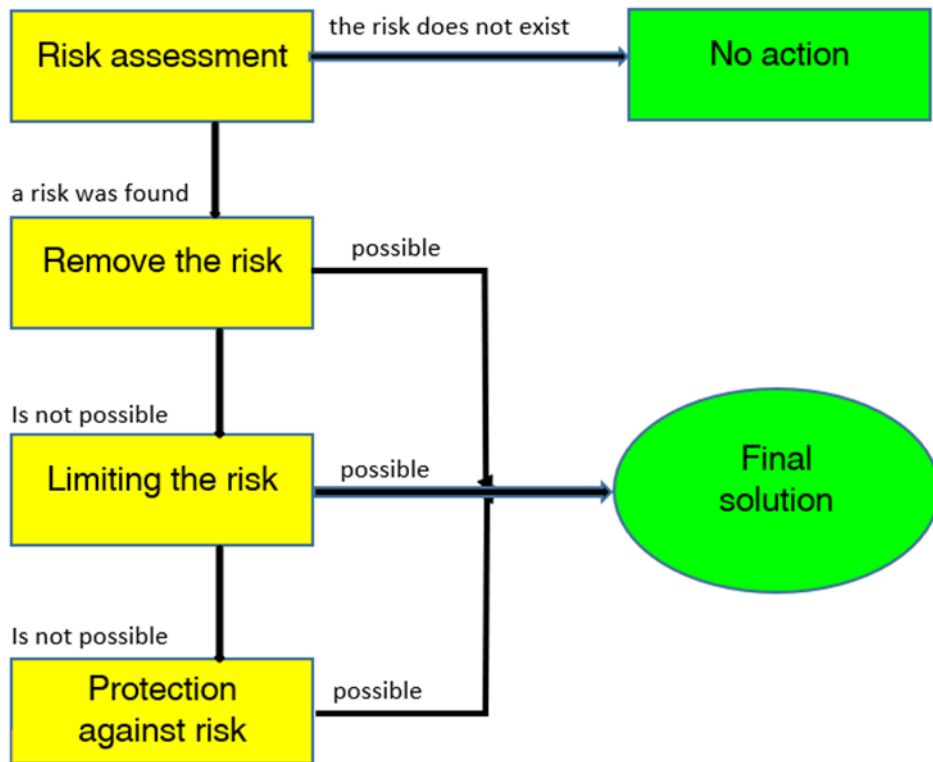 Risk assessment
the risk does not exist
No action
a risk was found
Remove the risk
possible
Is not possible
Limiting the risk
possible
Final
solution
Is not possible
Protection
against risk
possible